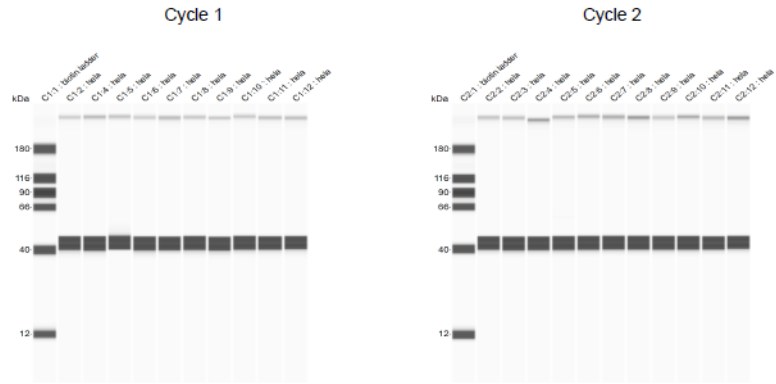 Cycle 1
C1:1 : biotin ladder
C1:2 : hela
C1:4 : hela
C1:5 : hela
C1:6 : hela
C1:7 : hela
C1:8 : hela
C1:9 : hela
C1:10 : hela
C1:11 : hela
C1:12 : hela
kDa
180
116
90
66
40
12
Cycle 2
C2:1 : biotin ladder
C2:2 : hela
C2:3 : hela
C2:4 : hela
C2:5 : hela
C2:6 : hela
C2:7 : hela
C2:8 : hela
C2:9 : hela
C2:10 : hela
C2:11 : hela
C2:12 : hela
kDa
180
116
90
66
40
12